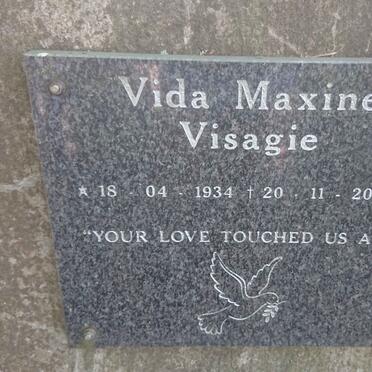 Vida Maxine
Visagie
* 18 - 04 - 1934 † 20 - 11 - 20
"YOUR LOVE TOUCHED US A